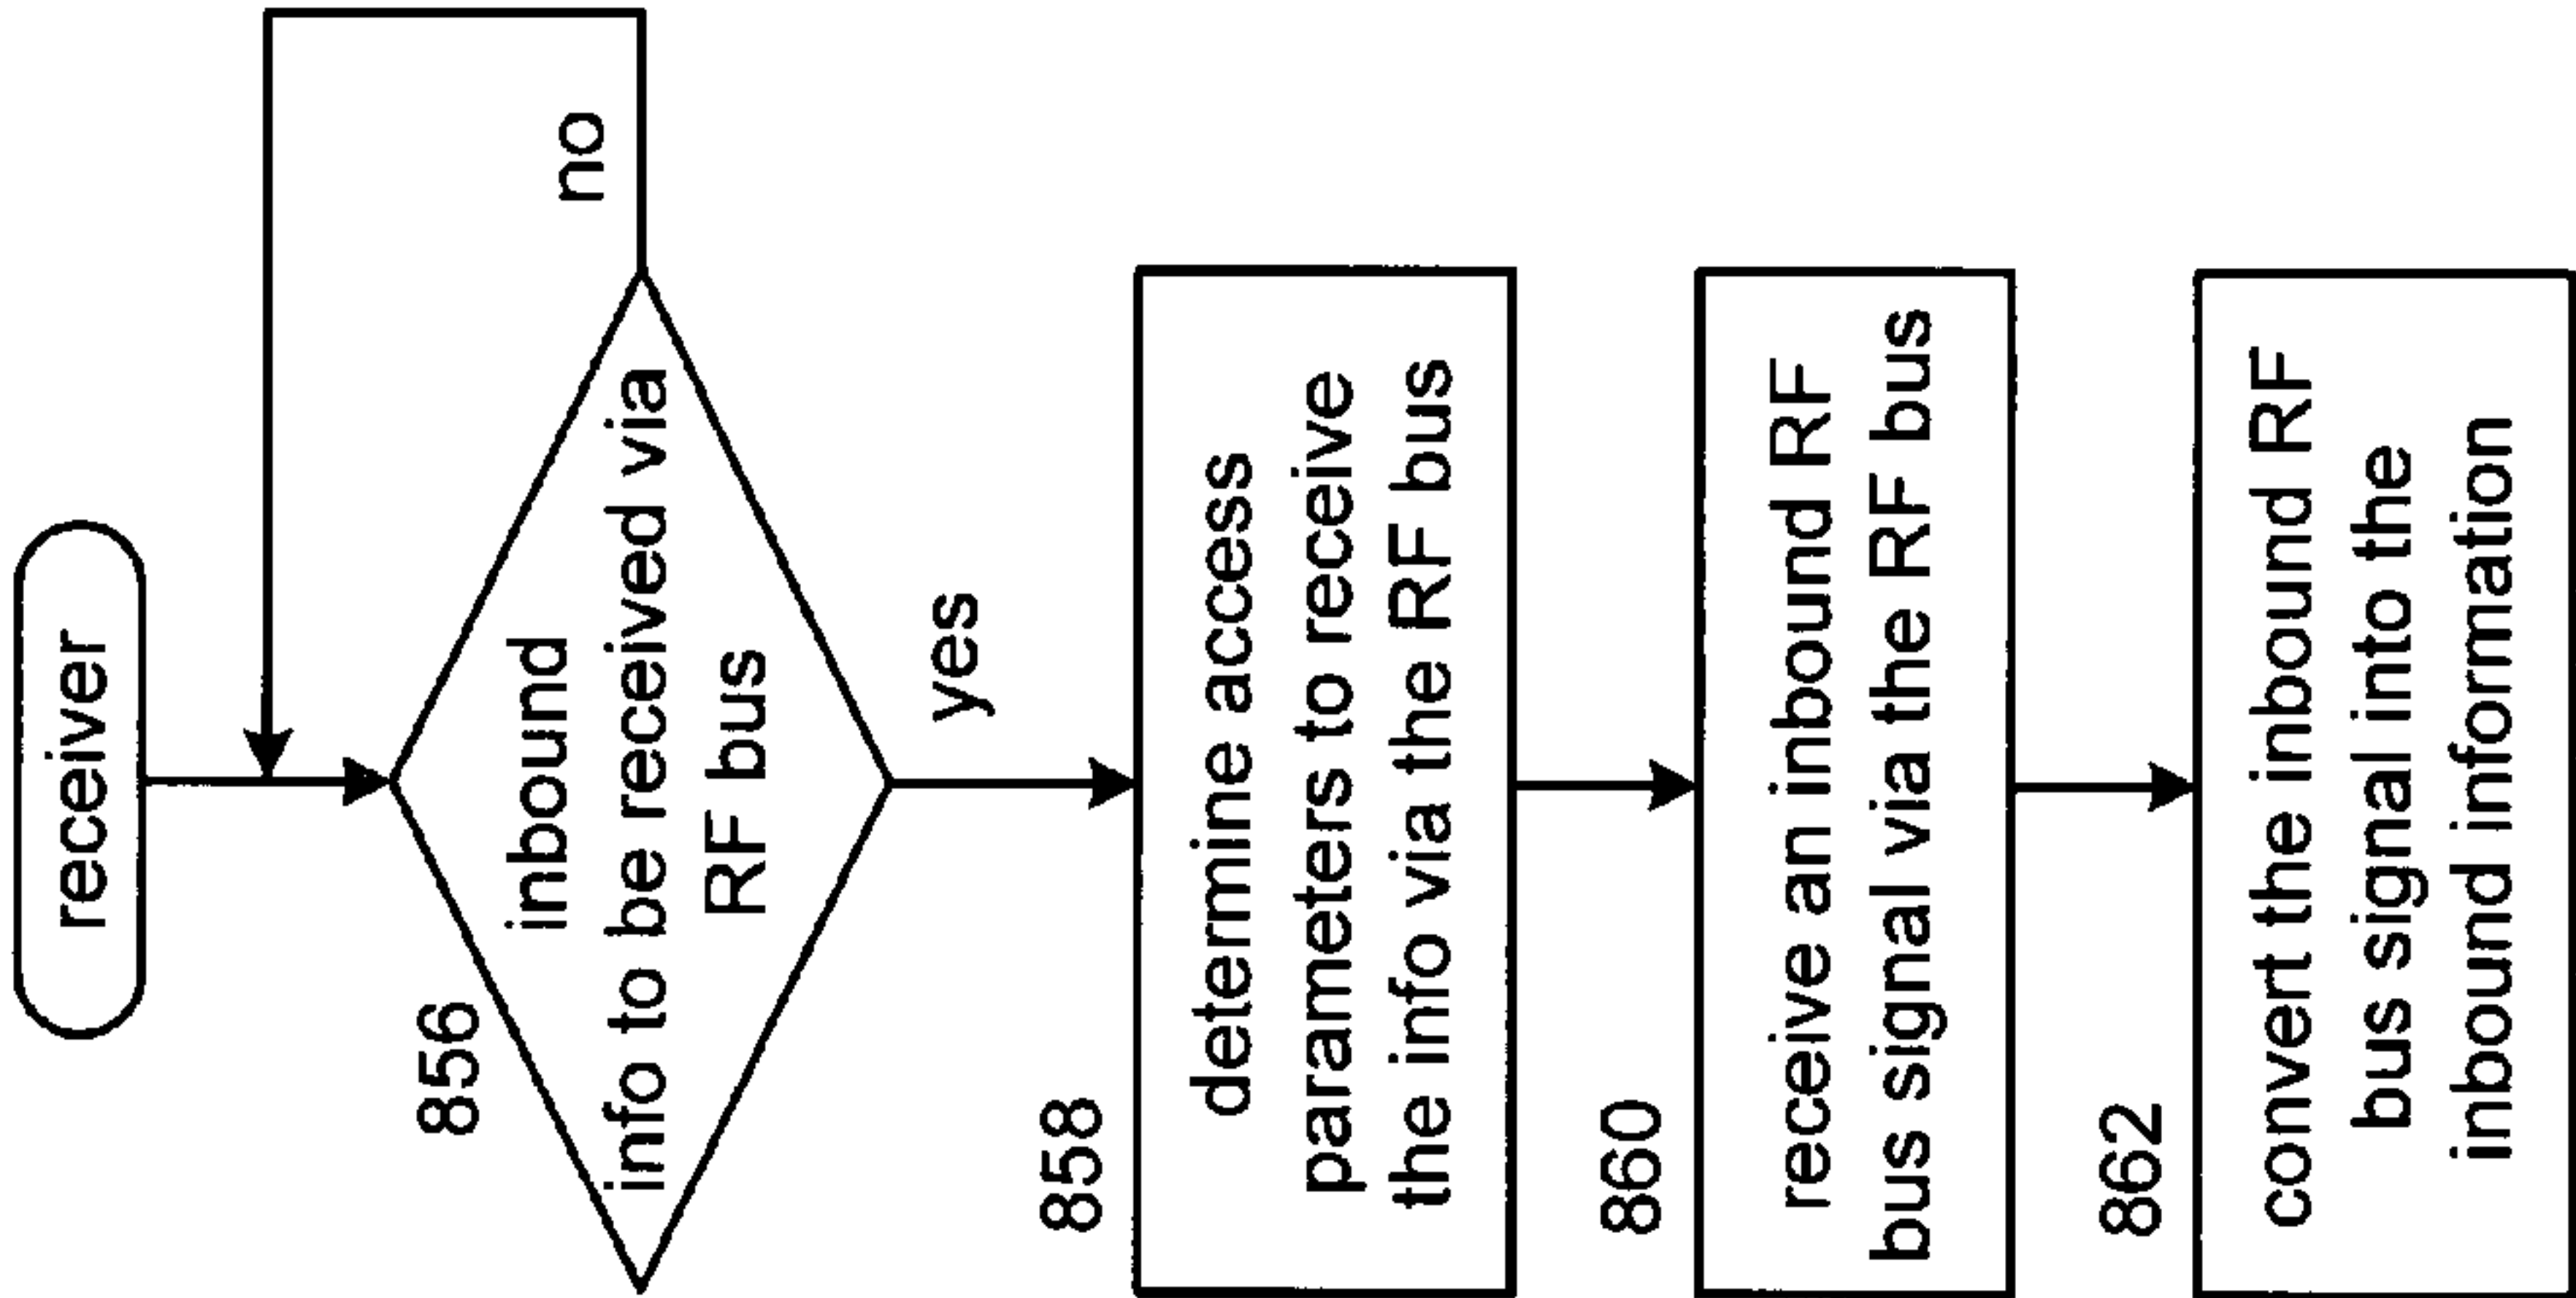 receiver
856
inbound
info to be received via
RF bus
no
yes
858
determine access
parameters to receive
the info via the RF bus
860
receive an inbound RF
bus signal via the RF bus
862
convert the inbound RF
bus signal into the
inbound information